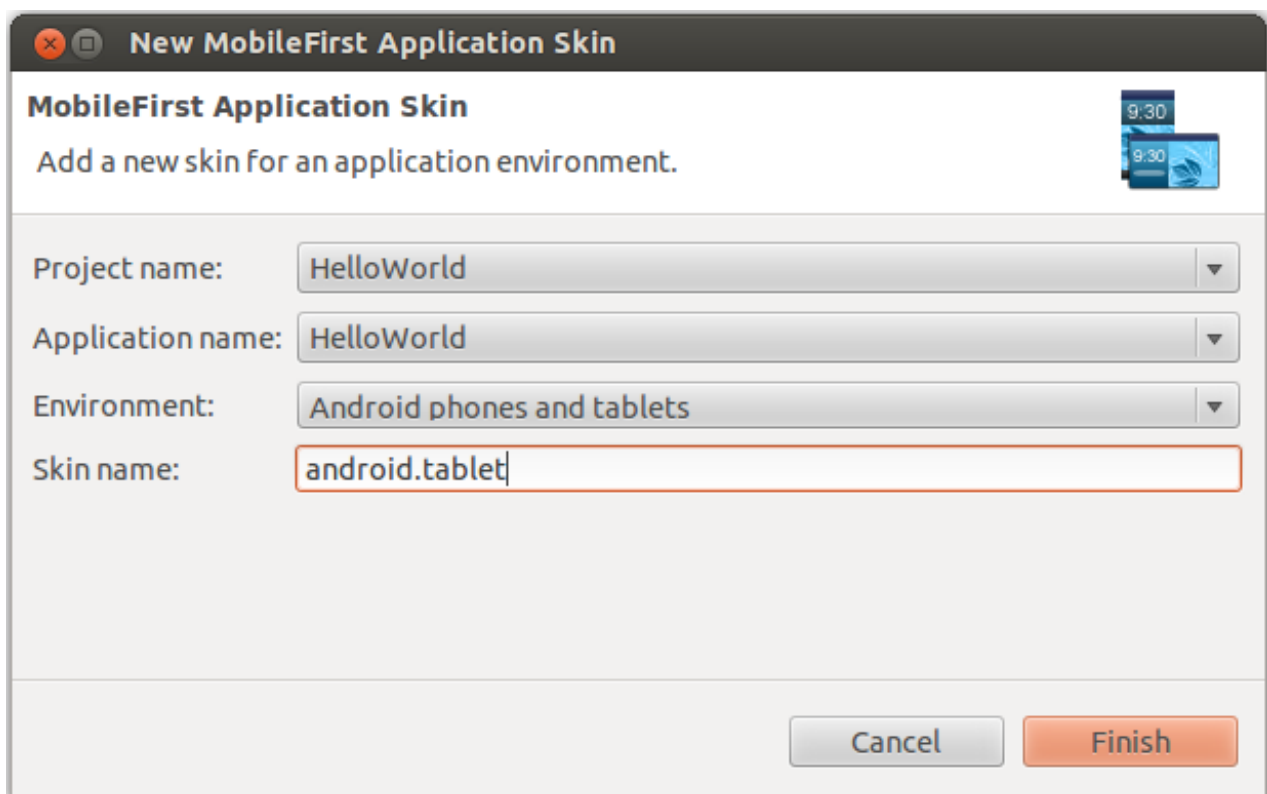 New MobileFirst Application Skin
MobileFirst Application Skin
Add a new skin for an application environment.
9:30
9:30
Project name: HelloWorld
Application name: HelloWorld
Environment: Android phones and tablets
Skin name: android.tablet
Cancel Finish